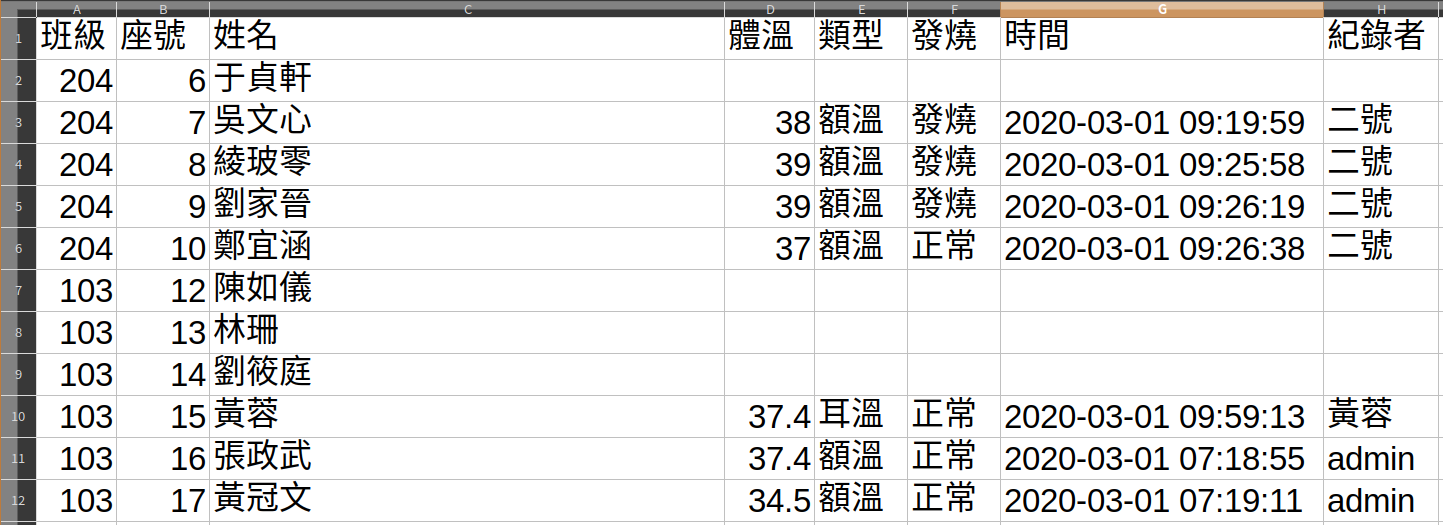 A B C D E F G H
1 班級 座號 姓名 體溫 類型 發燒 時間 紀錄者
2 204 6 于貞軒
3 204 7 吳文心 38 額溫 發燒 2020-03-01 09:19:59 二號
4 204 8 綾玻零 39 額溫 發燒 2020-03-01 09:25:58 二號
5 204 9 劉家晉 39 額溫 發燒 2020-03-01 09:26:19 二號
6 204 10 鄭宜涵 37 額溫 正常 2020-03-01 09:26:38 二號
7 103 12 陳如儀
8 103 13 林珊
9 103 14 劉筱庭
10 103 15 黃蓉 37.4 耳溫 正常 2020-03-01 09:59:13 黃蓉
11 103 16 張政武 37.4 額溫 正常 2020-03-01 07:18:55 admin
12 103 17 黃冠文 34.5 額溫 正常 2020-03-01 07:19:11 admin